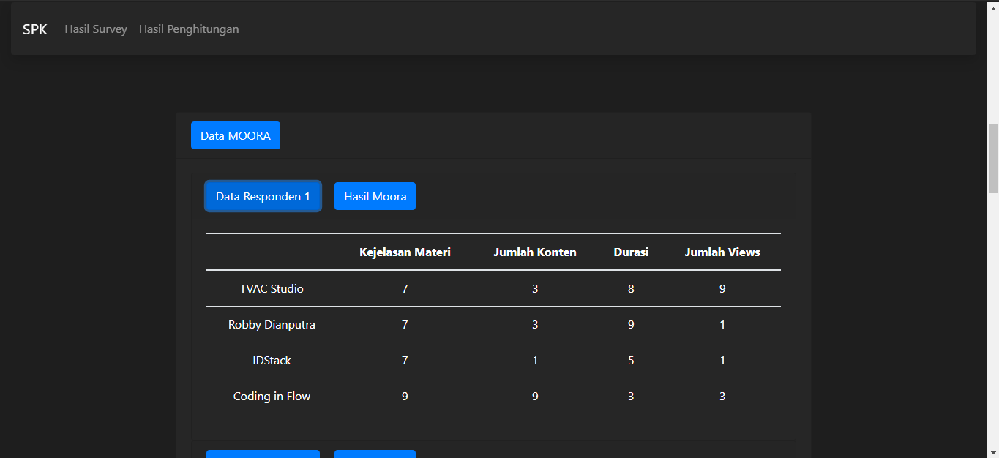 SPK Hasil Survey Hasil Penghitungan
Data MOORA
Data Responden 1 Hasil Moora
Kejelasan Materi Jumlah Konten Durasi Jumlah Views
TVAC Studio 7 3 8 9
Robby Dianputra 7 3 9 1
IDStack 7 1 5 1
Coding in Flow 9 9 3 3